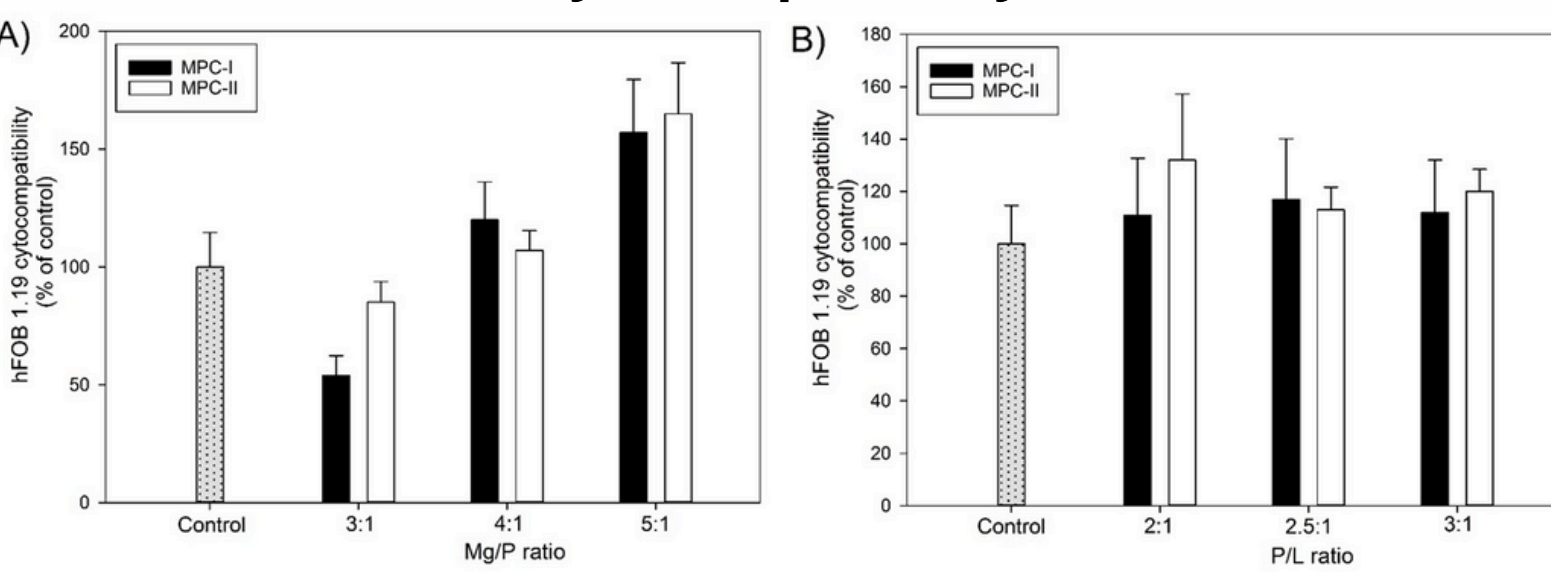 A)
200
150
100
50
0
hFOB 1.19 cytocompatibility
(% of control)
MPC-I
MPC-II
Control
3:1
4:1
5:1
Mg/P ratio
B)
180
160
140
120
100
80
60
40
20
0
hFOB 1.19 cytocompatibility
(% of control)
MPC-I
MPC-II
Control
2:1
2.5:1
3:1
P/L ratio